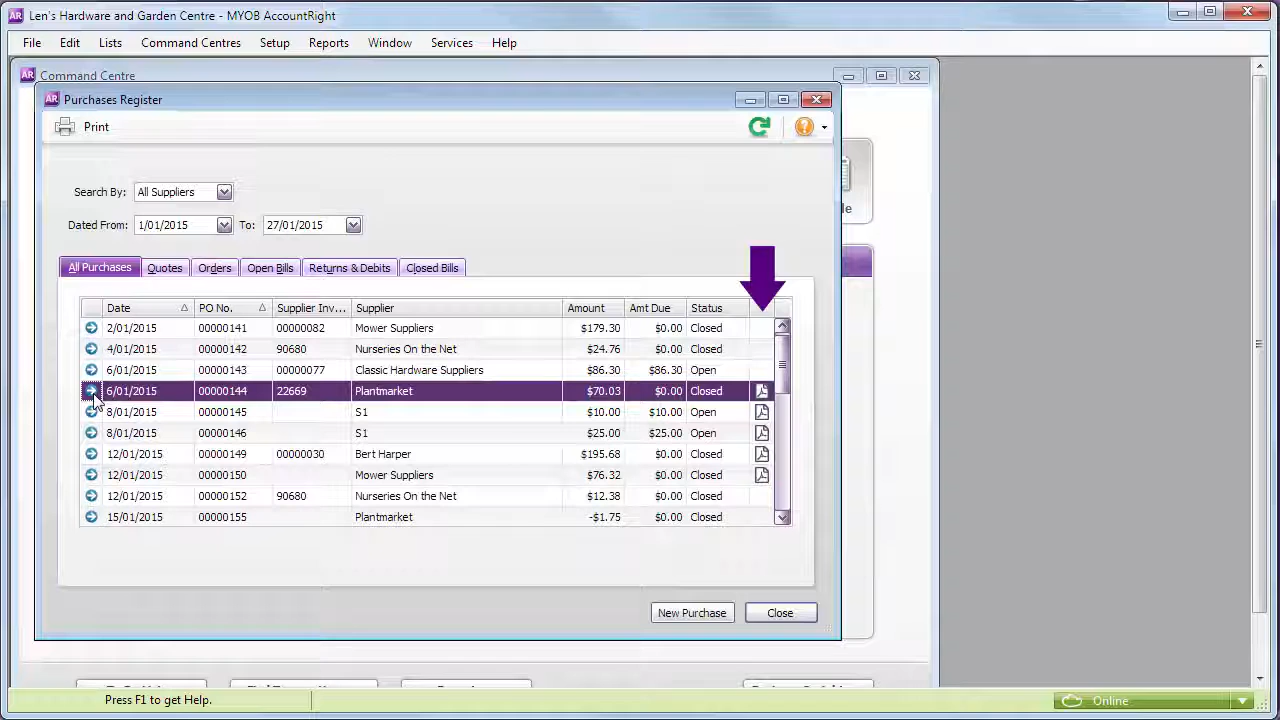 AR Len's Hardware and Garden Centre - MYOB AccountRight
File Edit Lists Command Centres Setup Reports Window Services Help
AR Command Centre
AR Purchases Register
Print
Search By: All Suppliers
le
Dated From: 1/01/2015 To: 27/01/2015
All Purchases Quotes Orders Open Bills Returns & Debits Closed Bills
Date PO No. Supplier Inv... Supplier Amount Amt Due Status
2/01/2015 00000141 00000082 Mower Suppliers $179.30 $0.00 Closed
4/01/2015 00000142 90680 Nurseries On the Net $24.76 $0.00 Closed
6/01/2015 00000143 00000077 Classic Hardware Suppliers $86.30 $86.30 Open
6/01/2015 00000144 22669 Plantmarket $70.03 $0.00 Closed
8/01/2015 00000145 S1 $10.00 $10.00 Open
8/01/2015 00000146 S1 $25.00 $25.00 Open
12/01/2015 00000149 00000030 Bert Harper $195.68 $0.00 Closed
12/01/2015 00000150 Mower Suppliers $76.32 $0.00 Closed
12/01/2015 00000152 90680 Nurseries On the Net $12.38 $0.00 Closed
15/01/2015 00000155 Plantmarket -$1.75 $0.00 Closed
New Purchase Close
Press F1 to get Help. Online